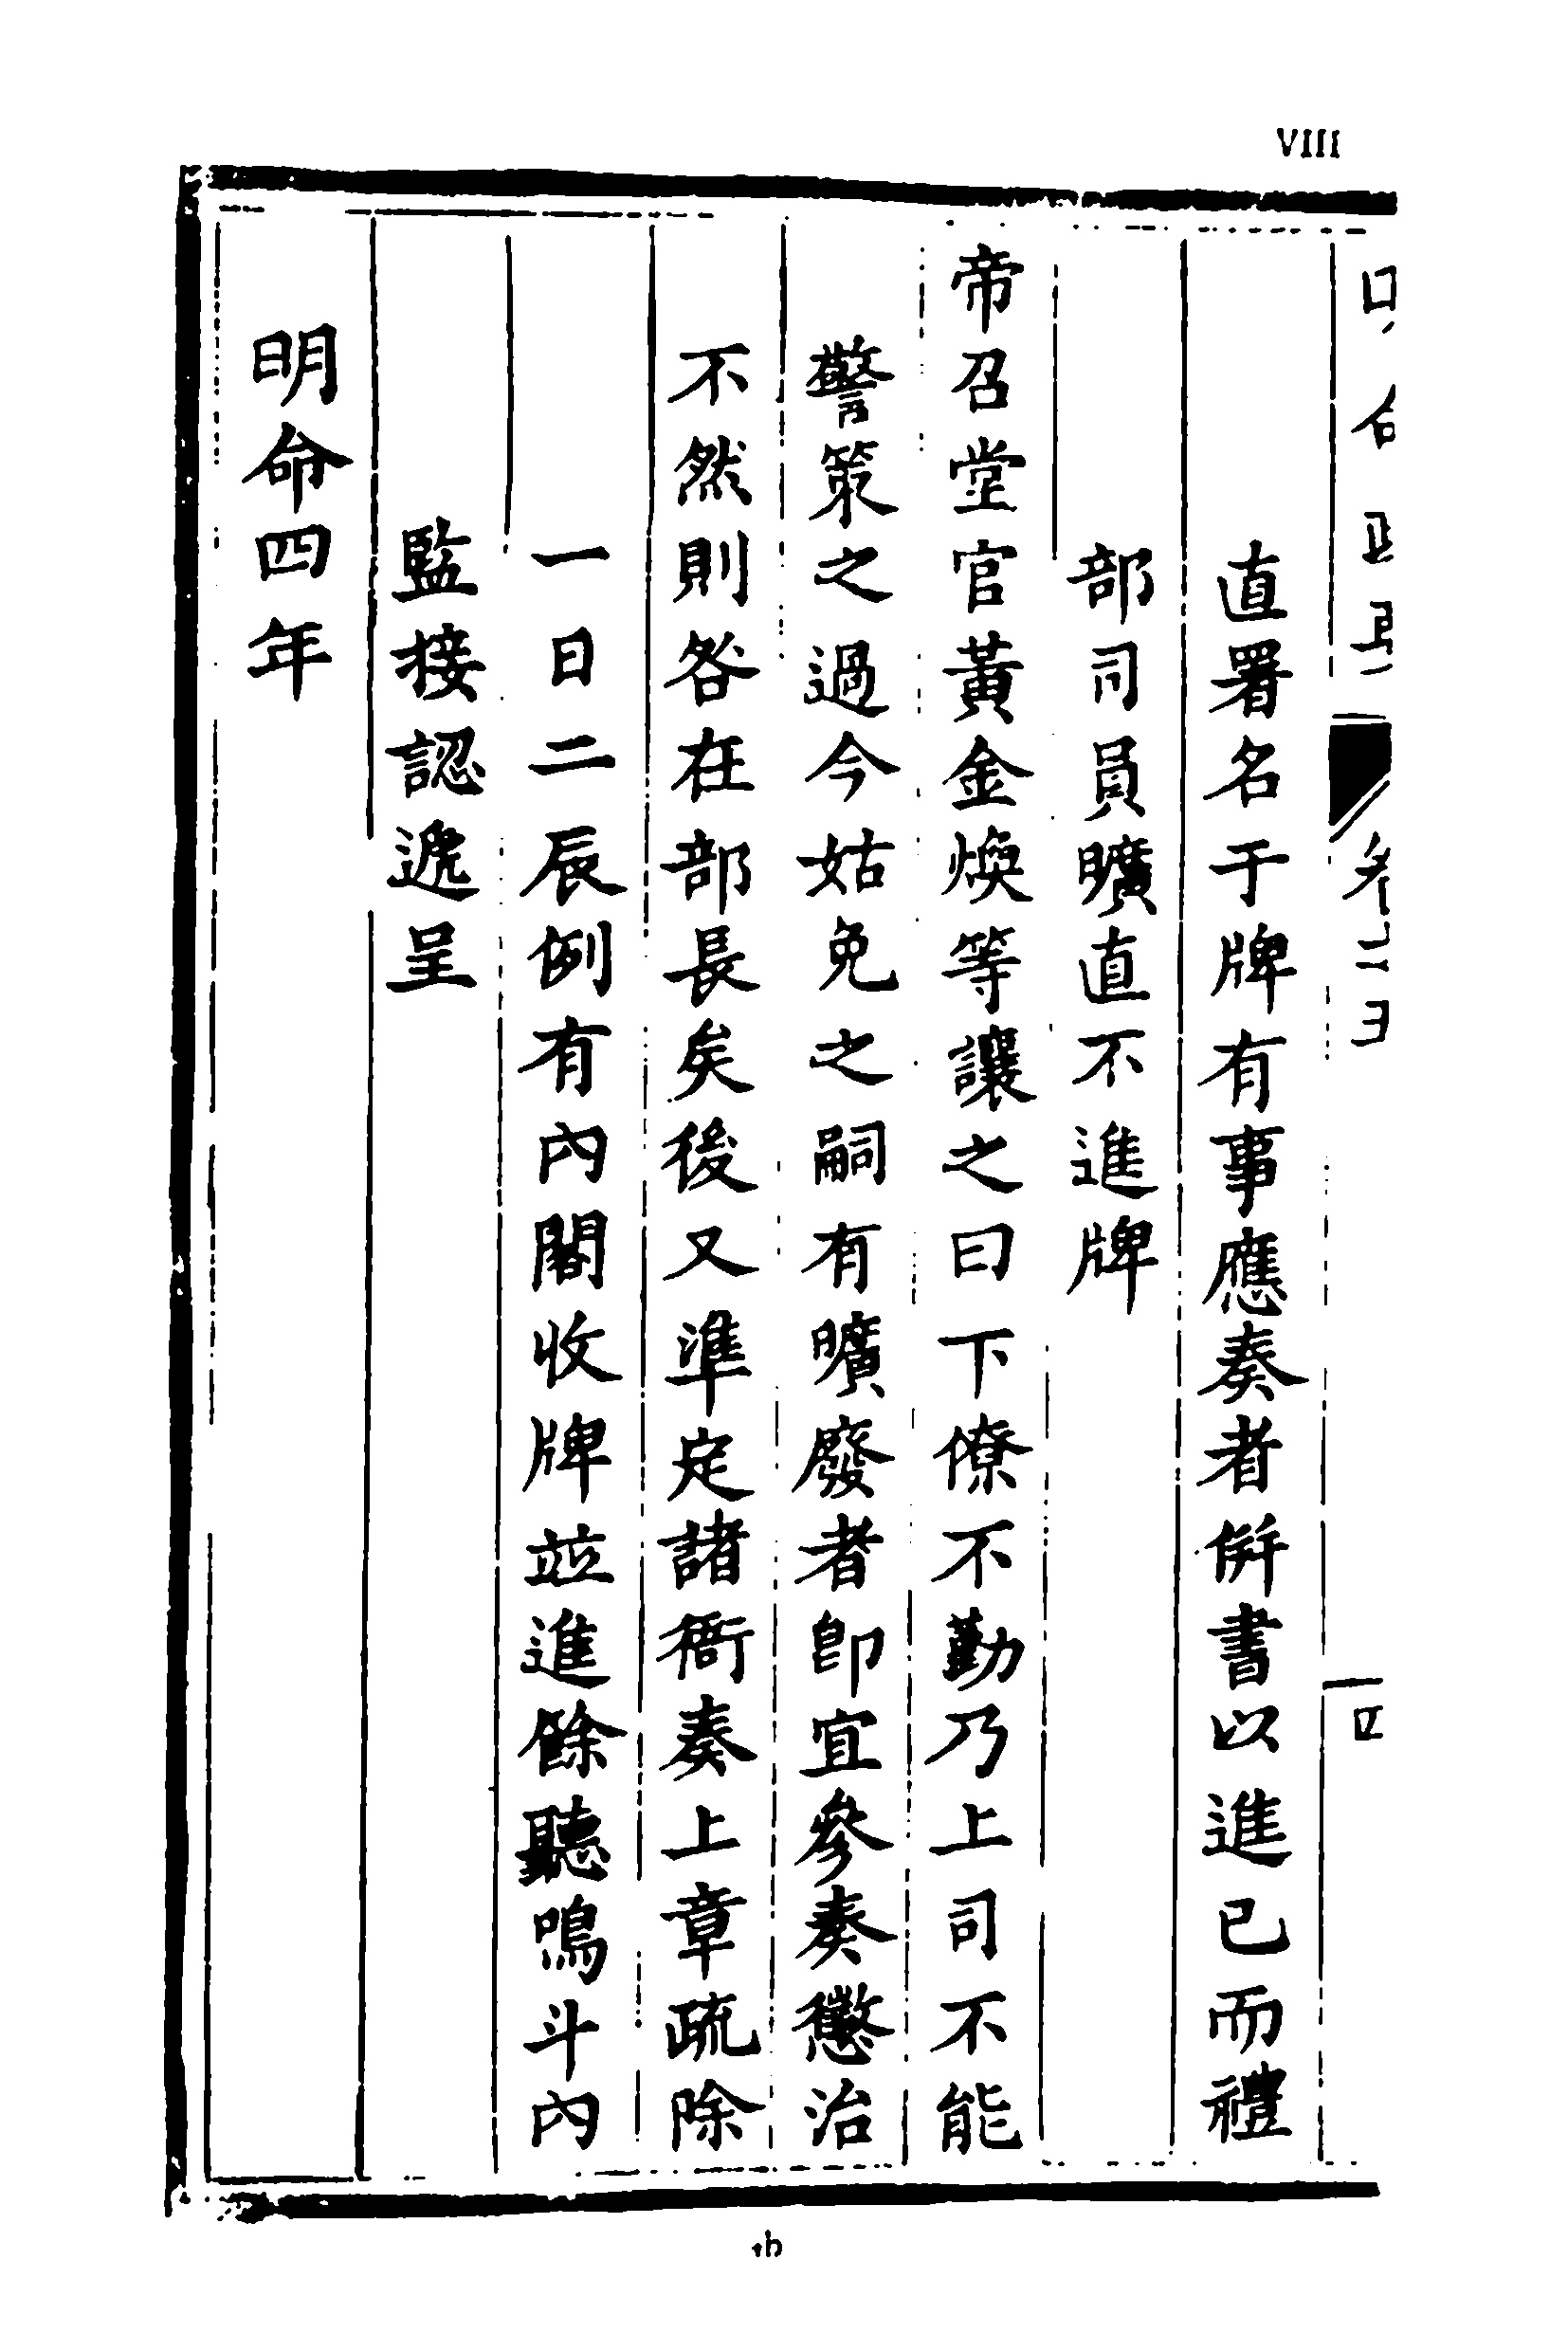 VIII
明命政要 卷二五 十四
直署名于牌有事應奏者併書以進已而禮
部司員曠直不進牌
帝召堂官黃金煥等讓之曰下僚不勤乃上司不能
警策之過今姑免之嗣有曠廢者即宜參奏懲治
不然則咎在部長矣後又準定諸衙奏上章疏除
一日二辰例有內閣收牌並進餘聽鳴斗內
監接認遞呈
明命四年